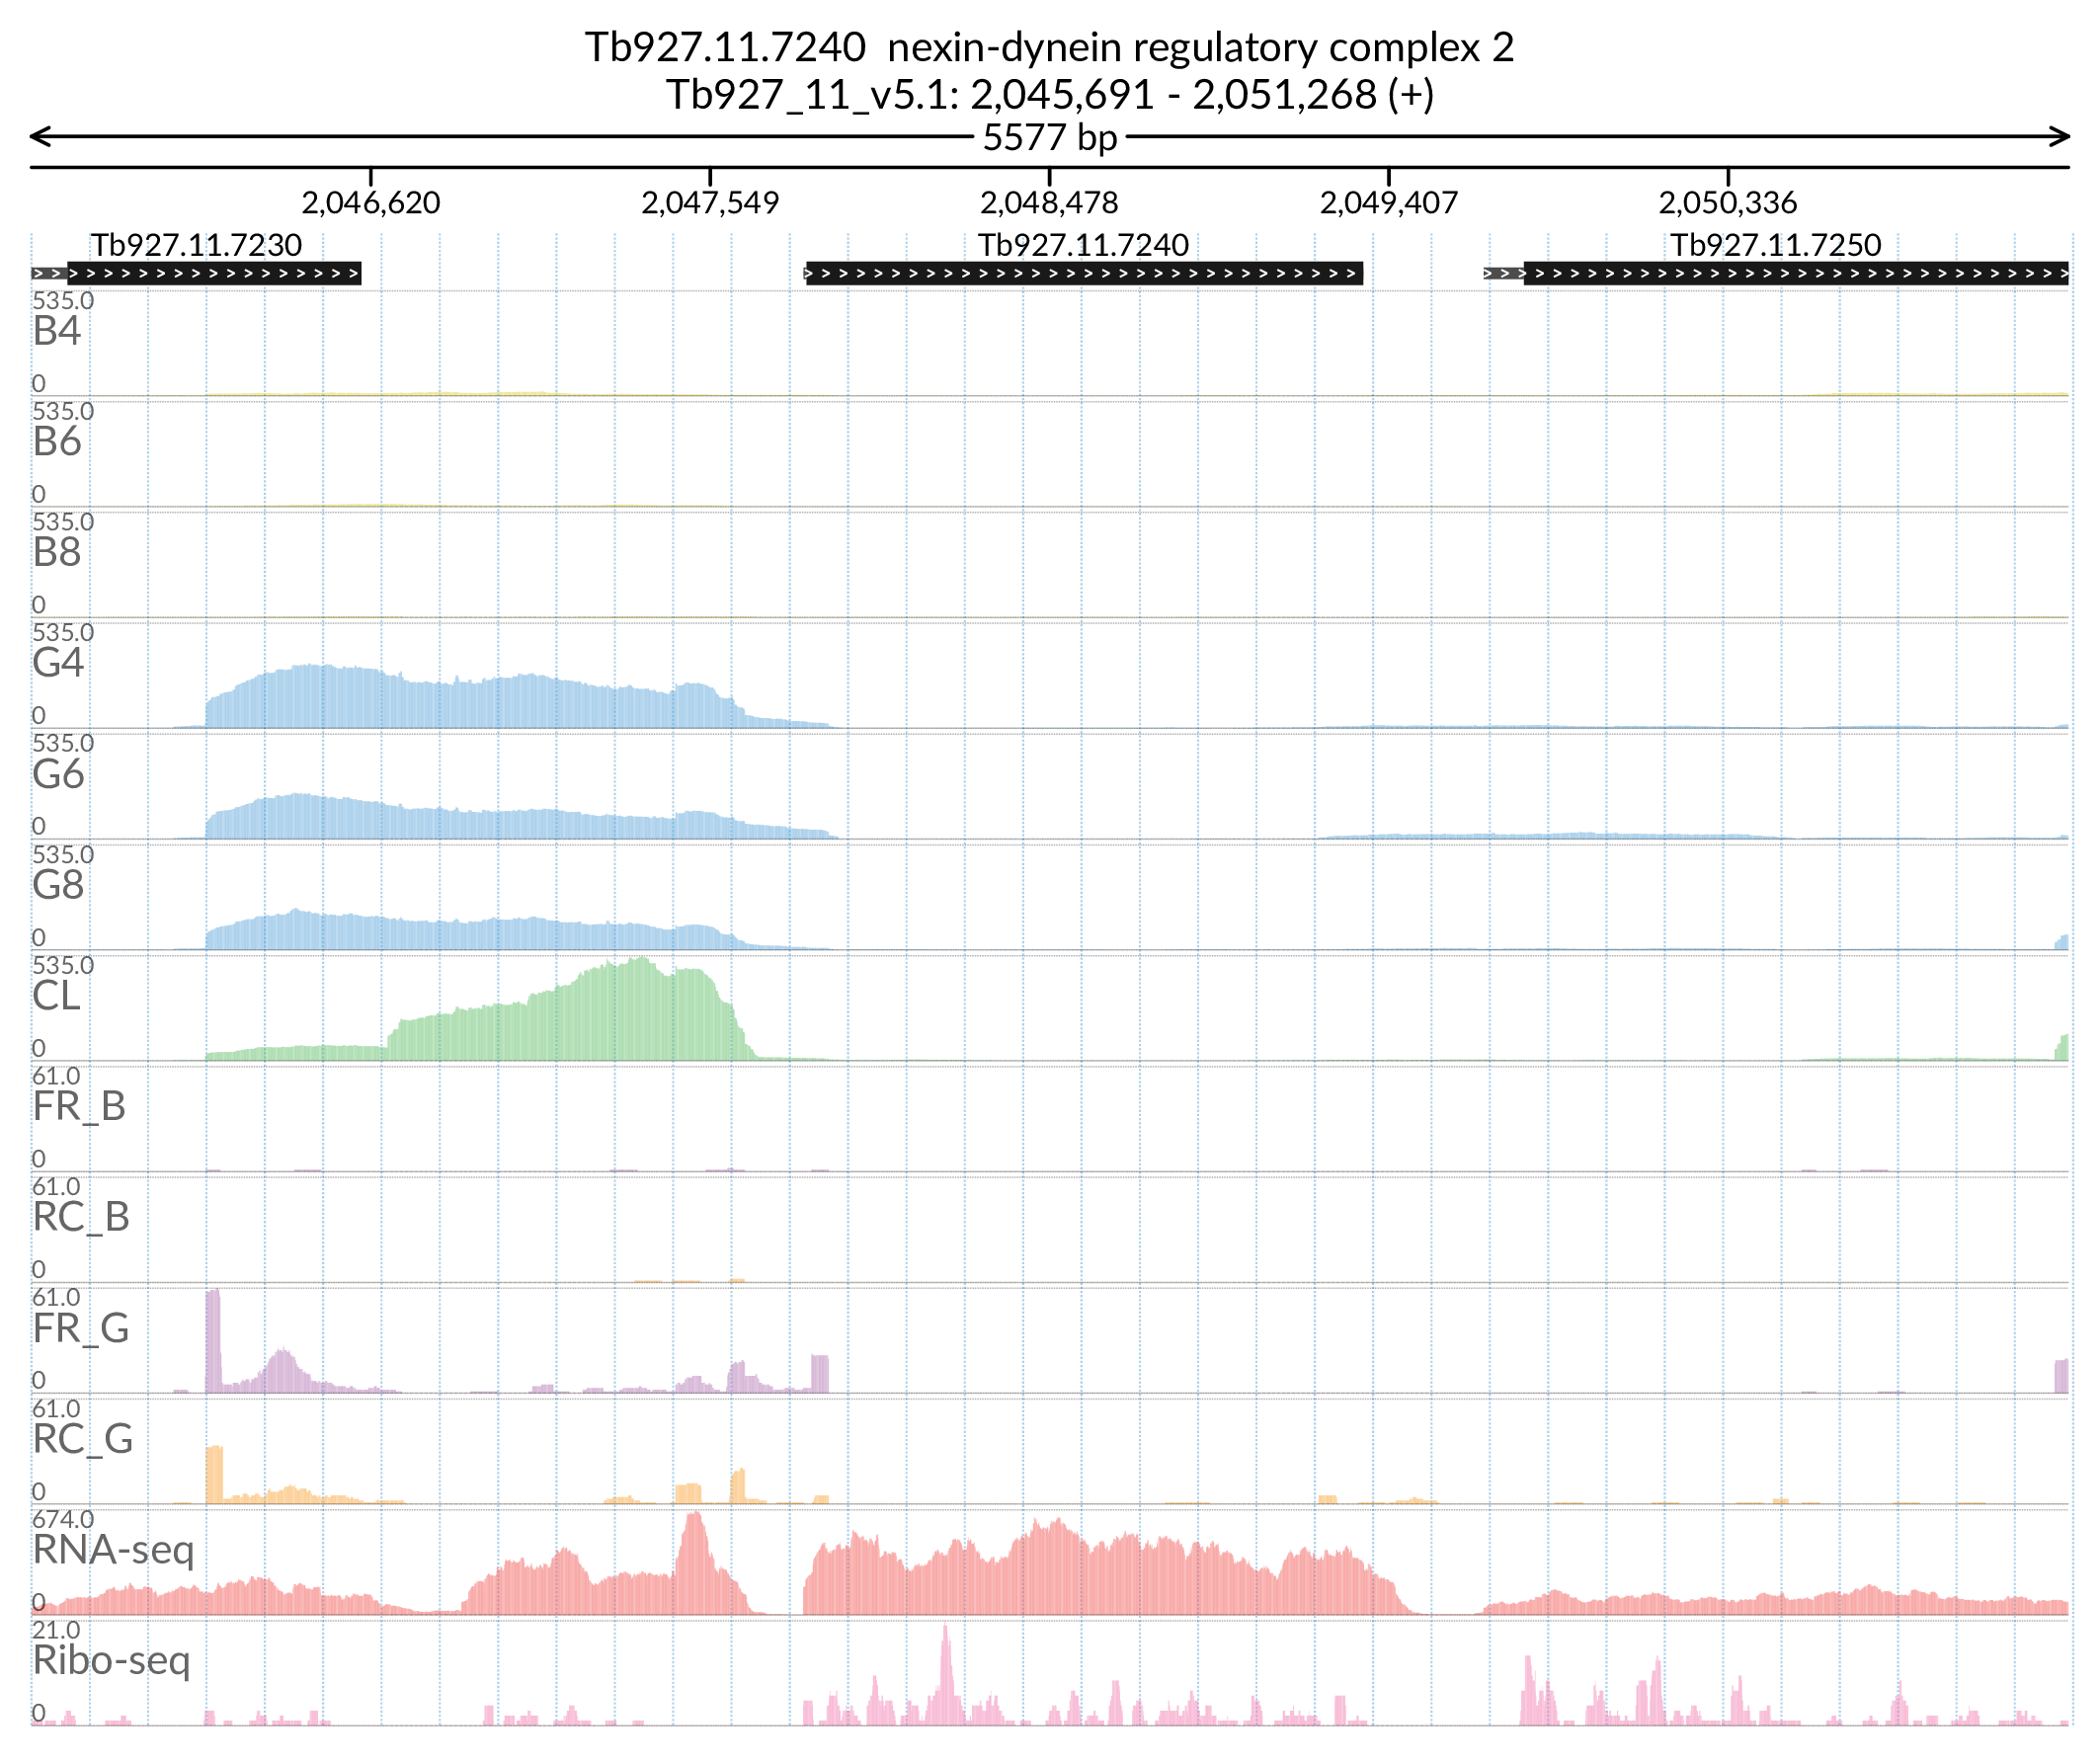 Tb927.11.7240 nexin-dynein regulatory complex 2
Tb927_11_v5.1: 2,045,691 - 2,051,268 (+)
5577 bp
2,046,620 2,047,549 2,048,478 2,049,407 2,050,336
Tb927.11.7230 Tb927.11.7240 Tb927.11.7250
535.0
B4
0
535.0
B6
0
535.0
B8
0
535.0
G4
0
535.0
G6
0
535.0
G8
0
535.0
CL
0
61.0
FR_B
0
61.0
RC_B
0
61.0
FR_G
0
61.0
RC_G
0
674.0
RNA-seq
0
21.0
Ribo-seq
0